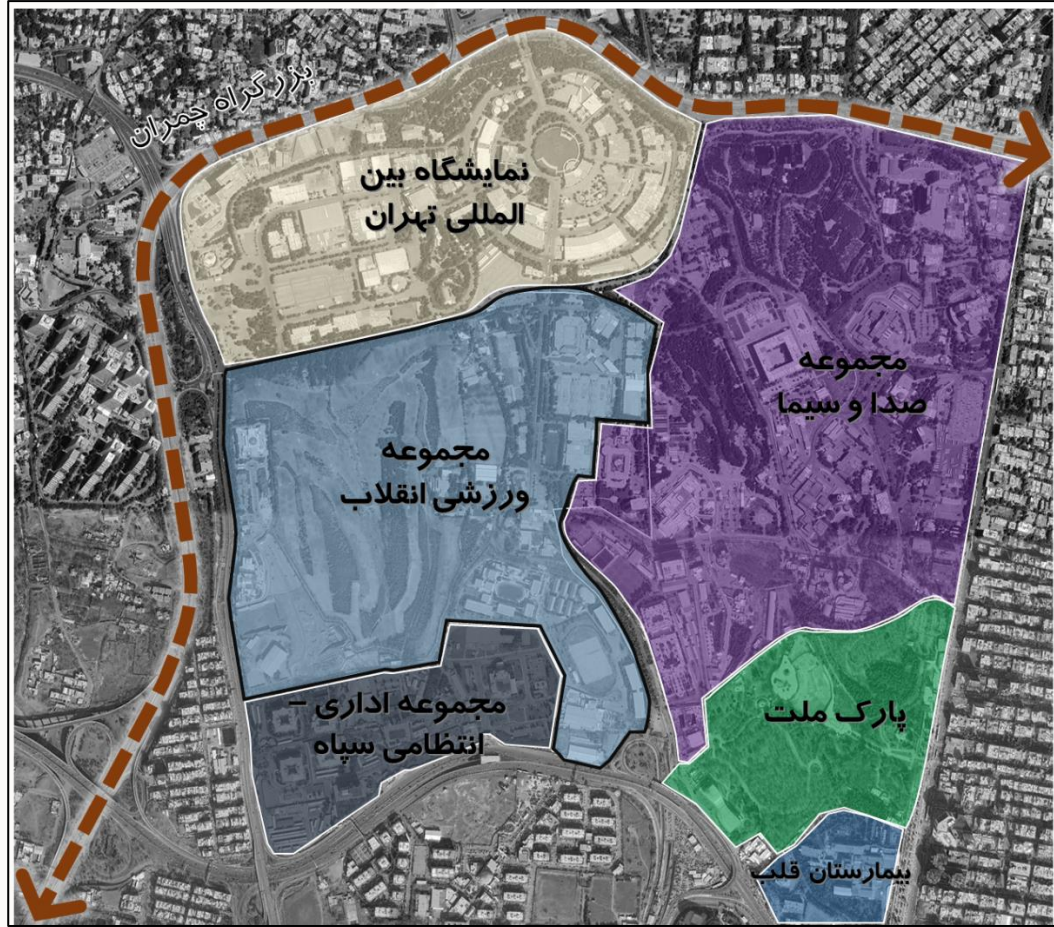 بزرگراه چمران
نمایشگاه بین
المللی تهران
مجموعه
صدا و سیما
مجموعه
ورزشی انقلاب
مجموعه اداری –
انتظامی سپاه
پارک ملت
بیمارستان قلب